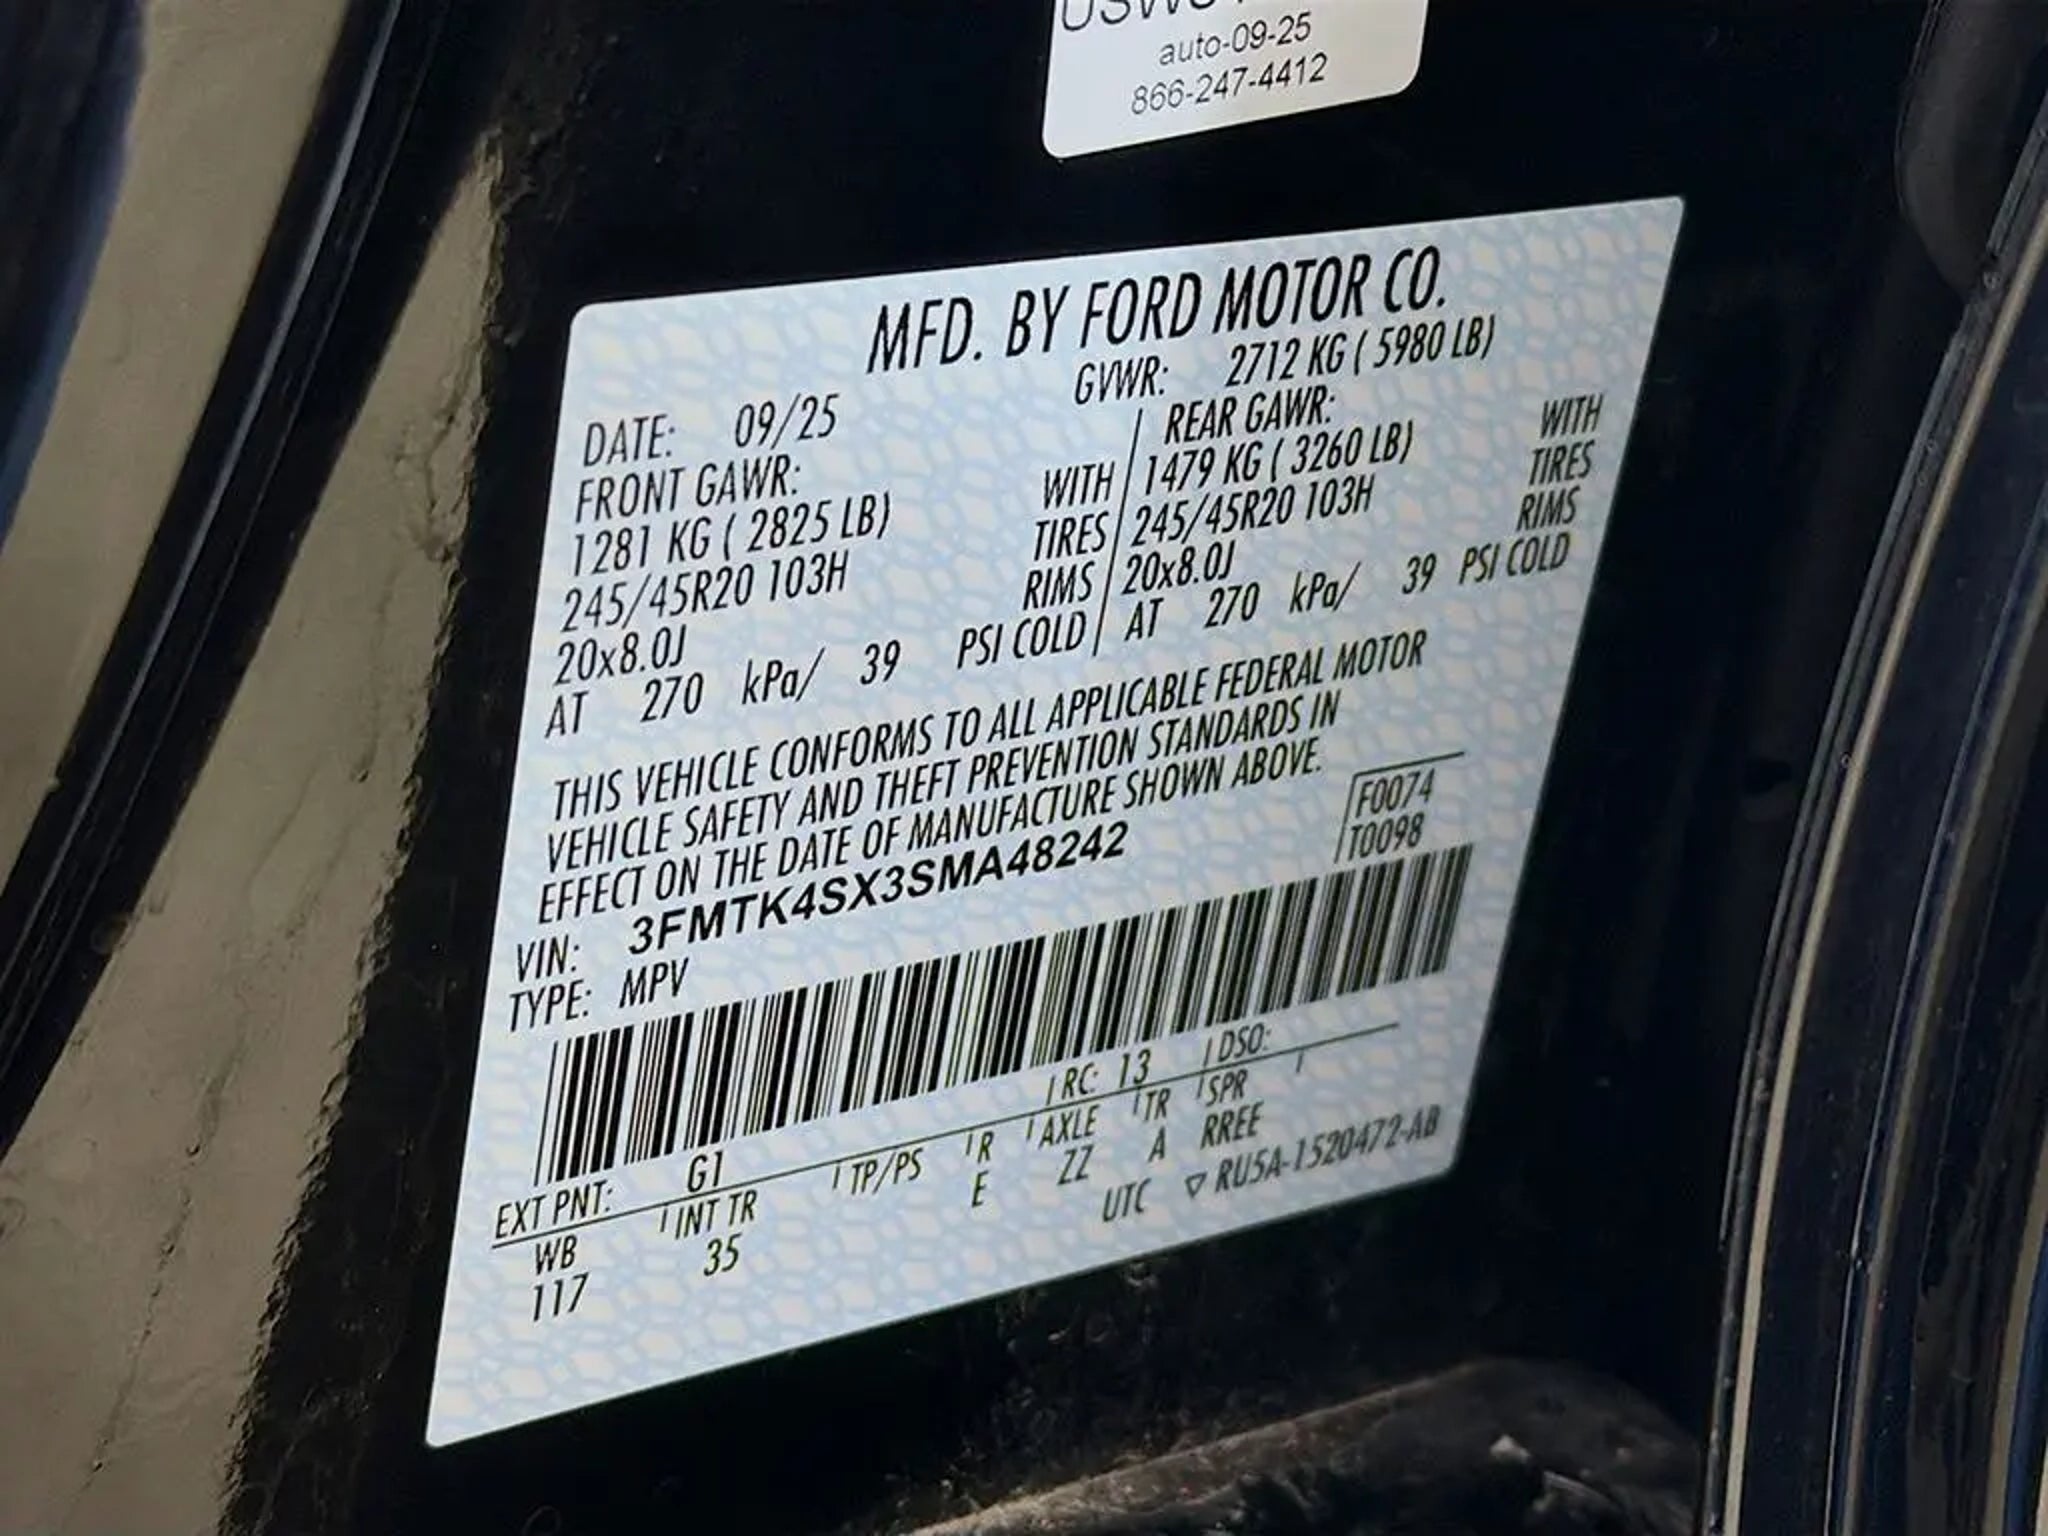 auto-09-25
866-247-4412
MFD. BY FORD MOTOR CO.
DATE: 09/25 GVWR: 2712 KG ( 5980 LB)
FRONT GAWR: REAR GAWR:
1281 KG ( 2825 LB) WITH 1479 KG ( 3260 LB) WITH
245/45R20 103H TIRES 245/45R20 103H TIRES
20x8.0J RIMS 20x8.0J RIMS
AT 270 kPa/ 39 PSI COLD AT 270 kPa/ 39 PSI COLD
THIS VEHICLE CONFORMS TO ALL APPLICABLE FEDERAL MOTOR
VEHICLE SAFETY AND THEFT PREVENTION STANDARDS IN
EFFECT ON THE DATE OF MANUFACTURE SHOWN ABOVE.
F0074
T0098
VIN: 3FMTK4SX3SMA48242
TYPE: MPV
EXT PNT: G1 RC: 13 DSO:
WB INT TR TP/PS R AXLE TR SPR
117 35 E ZZ A RREE
UTC ▽ RU5A-1520472-AB